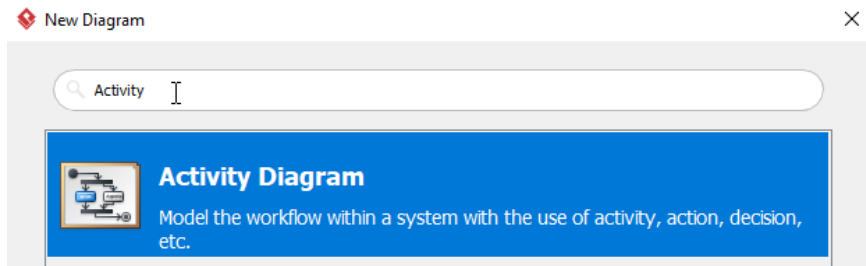 New Diagram
Activity
Activity Diagram
Model the workflow within a system with the use of activity, action, decision,
etc.